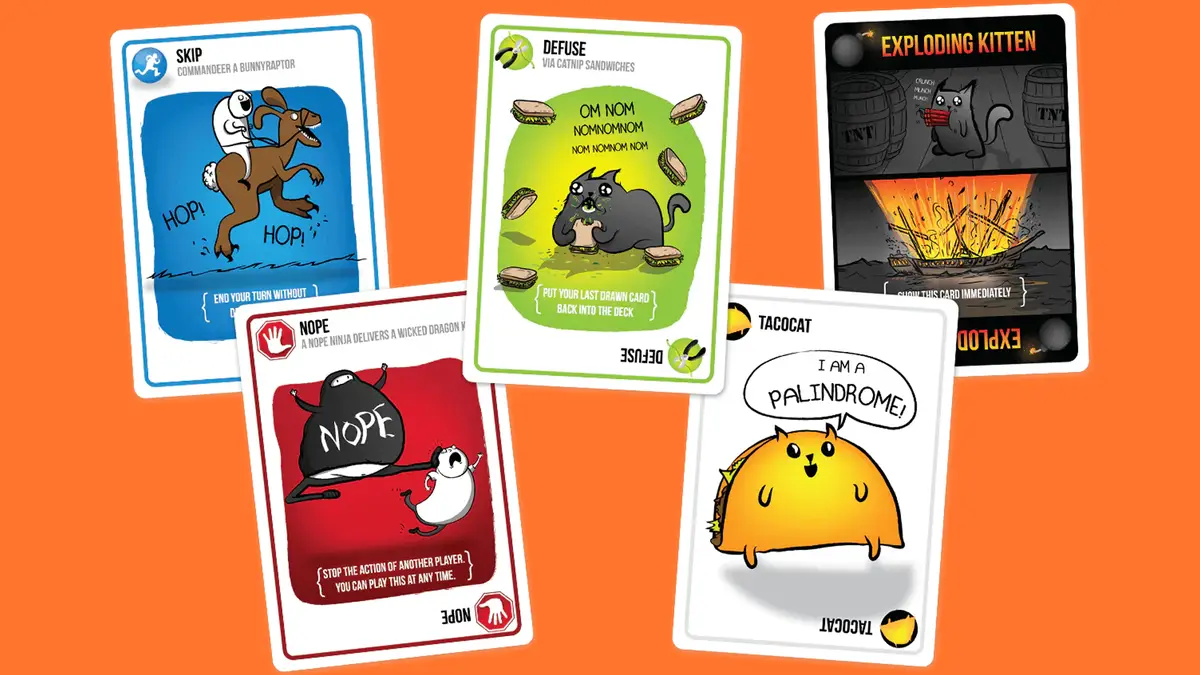 SKIP
COMMANDEER A BUNNYRAPTOR
HOP!
HOP!
END YOUR TURN WITHOUT
DEFUSE
VIA CATNIP SANDWICHES
OM NOM
NOMNOMNOM
NOM NOMNOM NOM
PUT YOUR LAST DRAWN CARD
BACK INTO THE DECK
DEFUSE
EXPLODING KITTEN
CRUNCH
MUNCH
MUNCH
TNT
TNT
SHOW THIS CARD IMMEDIATELY
EXPLOD
NOPE
A NOPE NINJA DELIVERS A WICKED DRAGON K
NOPE
STOP THE ACTION OF ANOTHER PLAYER.
YOU CAN PLAY THIS AT ANY TIME.
NOPE
TACOCAT
I AM A
PALINDROME!
TACOCAT